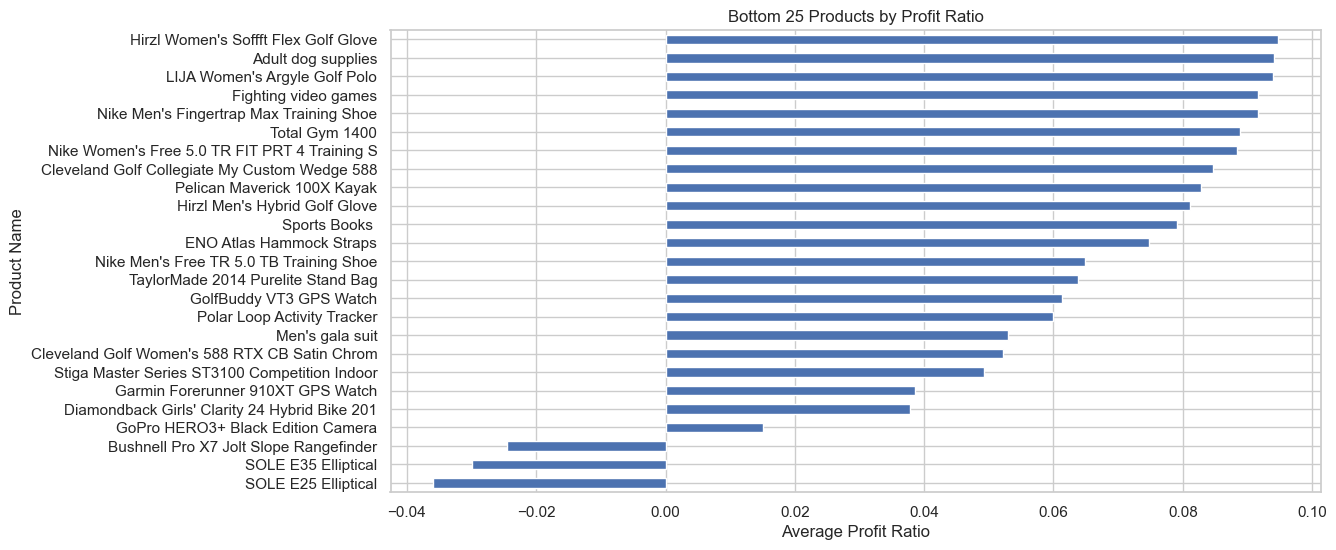 Bottom 25 Products by Profit Ratio
Product Name
Hirzl Women's Soffft Flex Golf Glove
Adult dog supplies
LIJA Women's Argyle Golf Polo
Fighting video games
Nike Men's Fingertrap Max Training Shoe
Total Gym 1400
Nike Women's Free 5.0 TR FIT PRT 4 Training S
Cleveland Golf Collegiate My Custom Wedge 588
Pelican Maverick 100X Kayak
Hirzl Men's Hybrid Golf Glove
Sports Books
ENO Atlas Hammock Straps
Nike Men's Free TR 5.0 TB Training Shoe
TaylorMade 2014 Purelite Stand Bag
GolfBuddy VT3 GPS Watch
Polar Loop Activity Tracker
Men's gala suit
Cleveland Golf Women's 588 RTX CB Satin Chrom
Stiga Master Series ST3100 Competition Indoor
Garmin Forerunner 910XT GPS Watch
Diamondback Girls' Clarity 24 Hybrid Bike 201
GoPro HERO3+ Black Edition Camera
Bushnell Pro X7 Jolt Slope Rangefinder
SOLE E35 Elliptical
SOLE E25 Elliptical
−0.04 −0.02 0.00 0.02 0.04 0.06 0.08 0.10
Average Profit Ratio